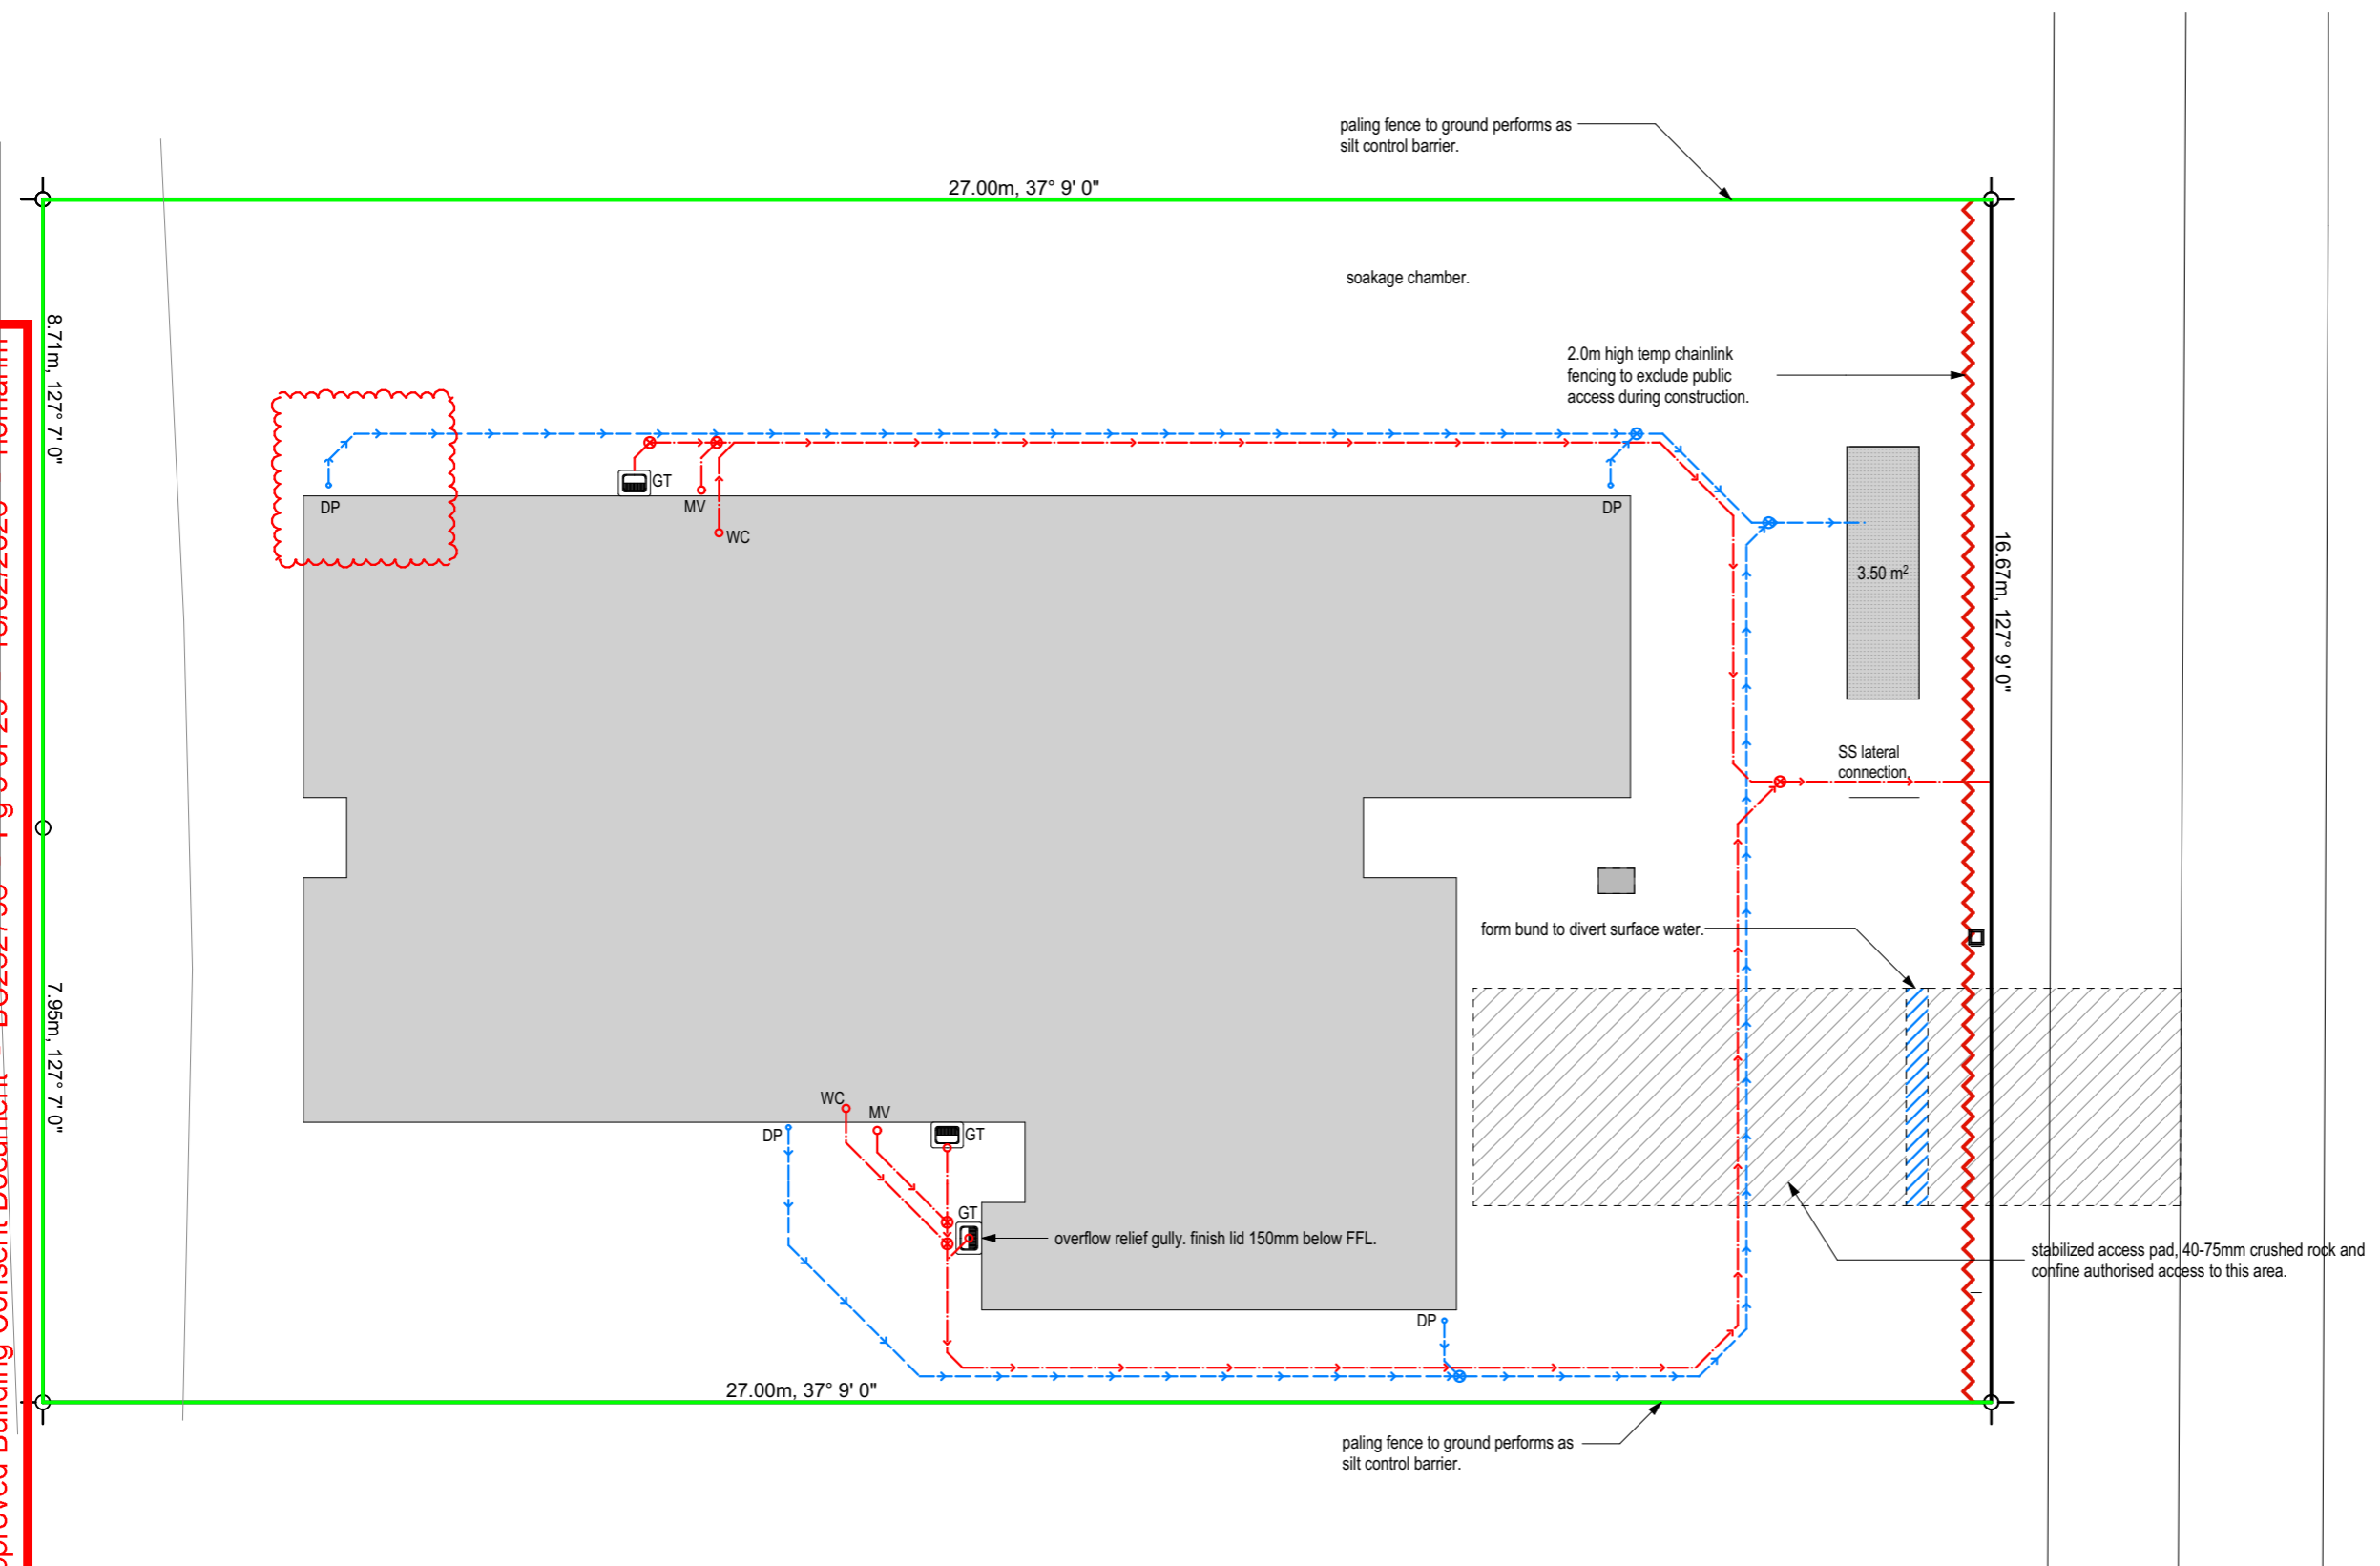 paling fence to ground performs as
silt control barrier.
27.00m, 37° 9' 0"
soakage chamber.
8.71m, 127° 7' 0"
2.0m high temp chainlink
fencing to exclude public
access during construction.
GT
DP
MV
WC
DP
3.50 m²
16.67m, 127° 9' 0"
SS lateral
connection.
form bund to divert surface water.
7.95m, 127° 7' 0"
WC
MV
DP
GT
GT
overflow relief gully. finish lid 150mm below FFL.
stabilized access pad, 40-75mm crushed rock and
confine authorised access to this area.
DP
27.00m, 37° 9' 0"
paling fence to ground performs as
silt control barrier.
Building Consent Document